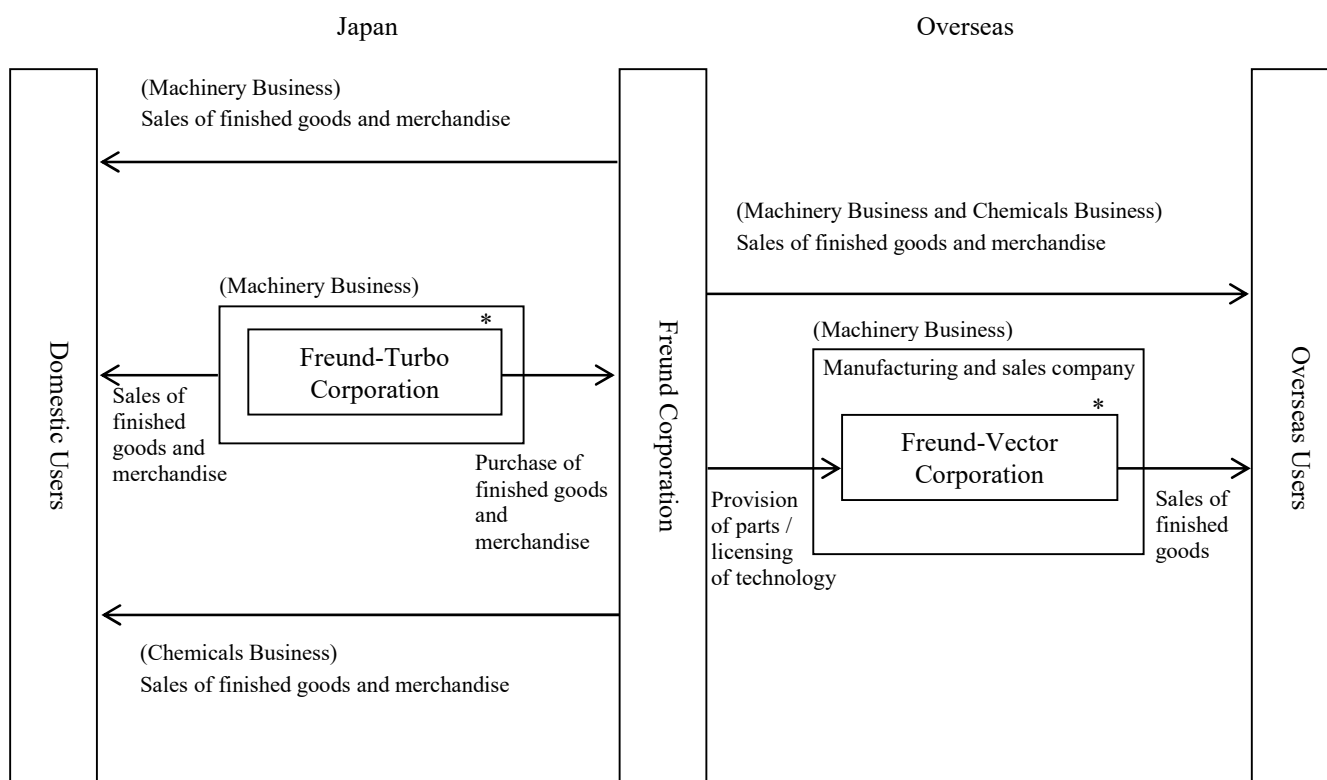 Japan
Overseas
(Machinery Business)
Sales of finished goods and merchandise
(Machinery Business and Chemicals Business)
Sales of finished goods and merchandise
(Machinery Business)
*
Freund-Turbo
Corporation
Domestic Users
Sales of
finished
goods and
merchandise
Purchase of
finished goods
and
merchandise
Freund Corporation
(Machinery Business)
Manufacturing and sales company
*
Freund-Vector
Corporation
Provision
of parts /
licensing
of technology
Sales of
finished
goods
Overseas Users
(Chemicals Business)
Sales of finished goods and merchandise